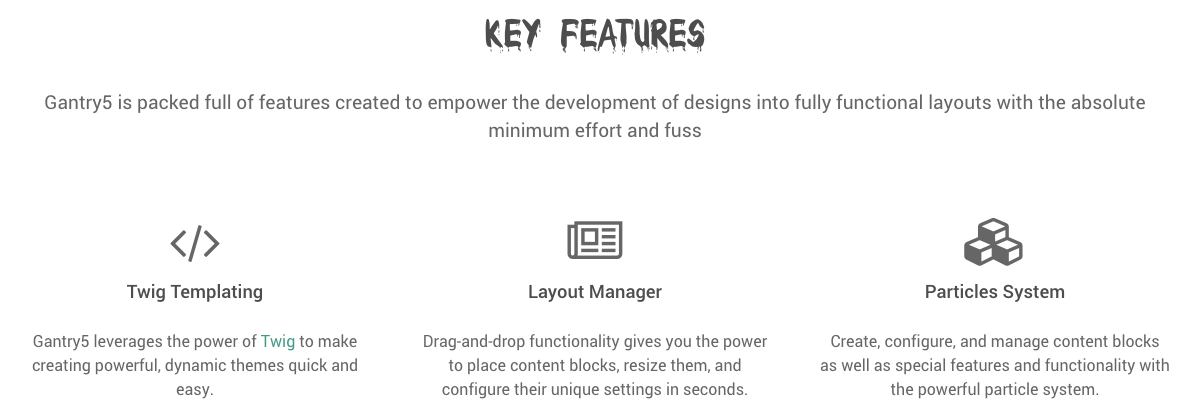 KEY FEATURES
Gantry5 is packed full of features created to empower the development of designs into fully functional layouts with the absolute
minimum effort and fuss
Twig Templating
Gantry5 leverages the power of Twig to make
creating powerful, dynamic themes quick and
easy.
Layout Manager
Drag-and-drop functionality gives you the power
to place content blocks, resize them, and
configure their unique settings in seconds.
Particles System
Create, configure, and manage content blocks
as well as special features and functionality with
the powerful particle system.